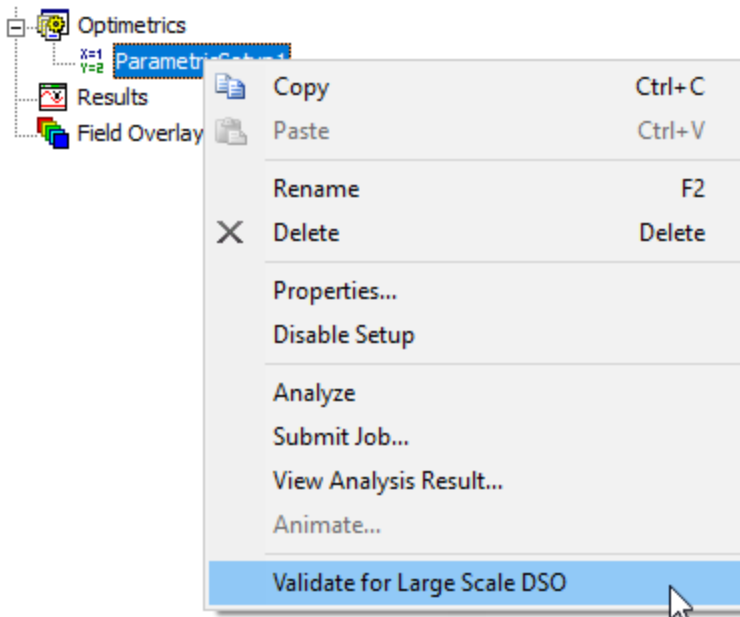 Optimetrics
X=1
Y=2
ParametricSetup1
Results
Field Overlay
Copy Ctrl+C
Paste Ctrl+V
Rename F2
Delete Delete
Properties...
Disable Setup
Analyze
Submit Job...
View Analysis Result...
Animate...
Validate for Large Scale DSO